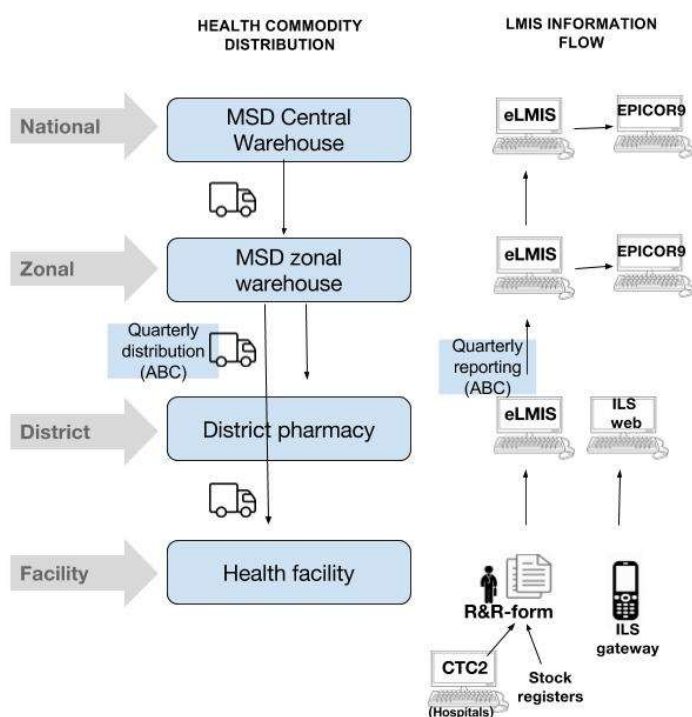 HEALTH COMMODITY
DISTRIBUTION
LMIS INFORMATION
FLOW
National
MSD Central
Warehouse
eLMIS
EPICOR9
Zonal
MSD zonal
warehouse
eLMIS
EPICOR9
Quarterly
distribution
(ABC)
Quarterly
reporting
(ABC)
District
District pharmacy
eLMIS
ILS
web
Facility
Health facility
R&R-form
ILS
gateway
CTC2
(Hospitals)
Stock
registers